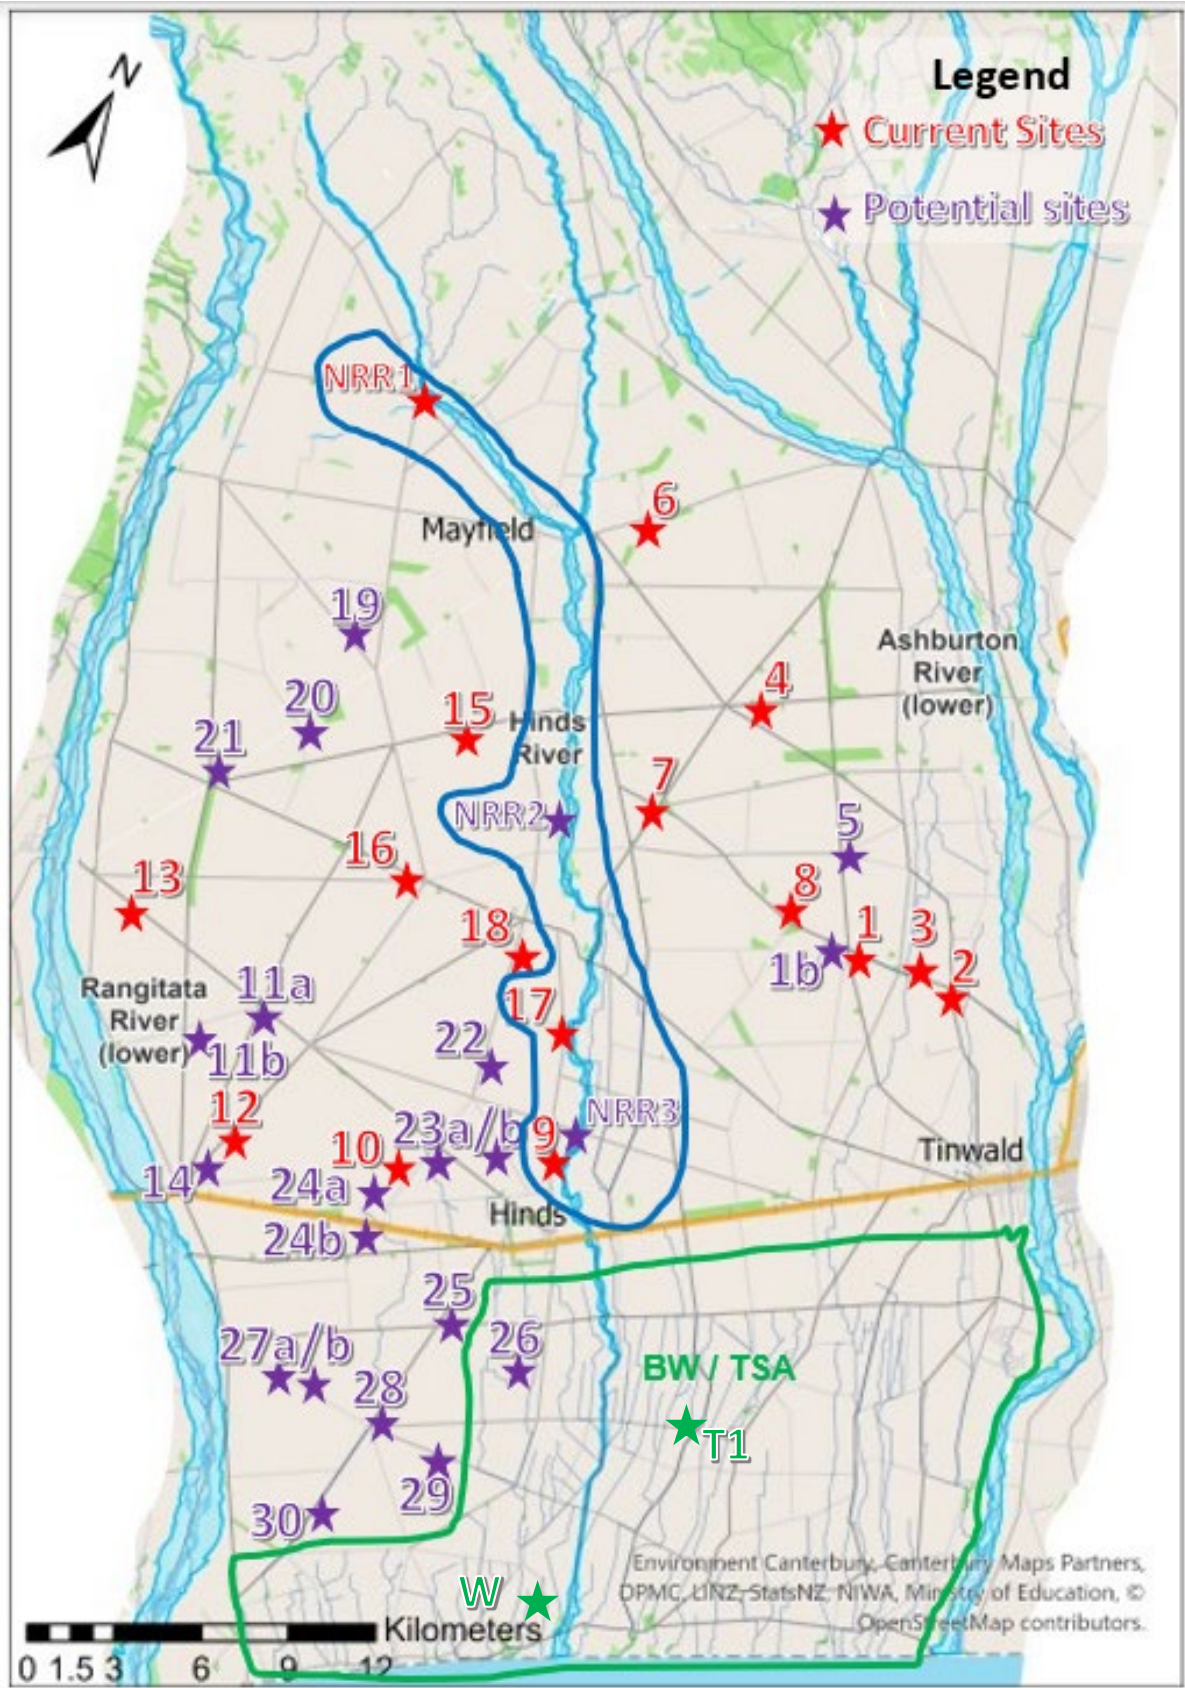 N
Legend
Current Sites
Potential sites
NRR1
6
Mayfield
19
Ashburton
River
(lower)
4
20
15
Hinds
River
21
7
NRR2
5
16
13
8
18
1
3
2
1b
Rangitata
River
(lower)
11a
17
11b
22
12
NRR3
23a/b
9
10
Tinwald
14
24a
Hinds
24b
25
26
27a/b
BW / TSA
28
T1
29
30
Environment Canterbury, Canterbury Maps Partners,
DPMC, LINZ, StatsNZ, NIWA, Ministry of Education, ©
OpenStreetMap contributors.
W
Kilometers
0 1.5 3 6 9 12